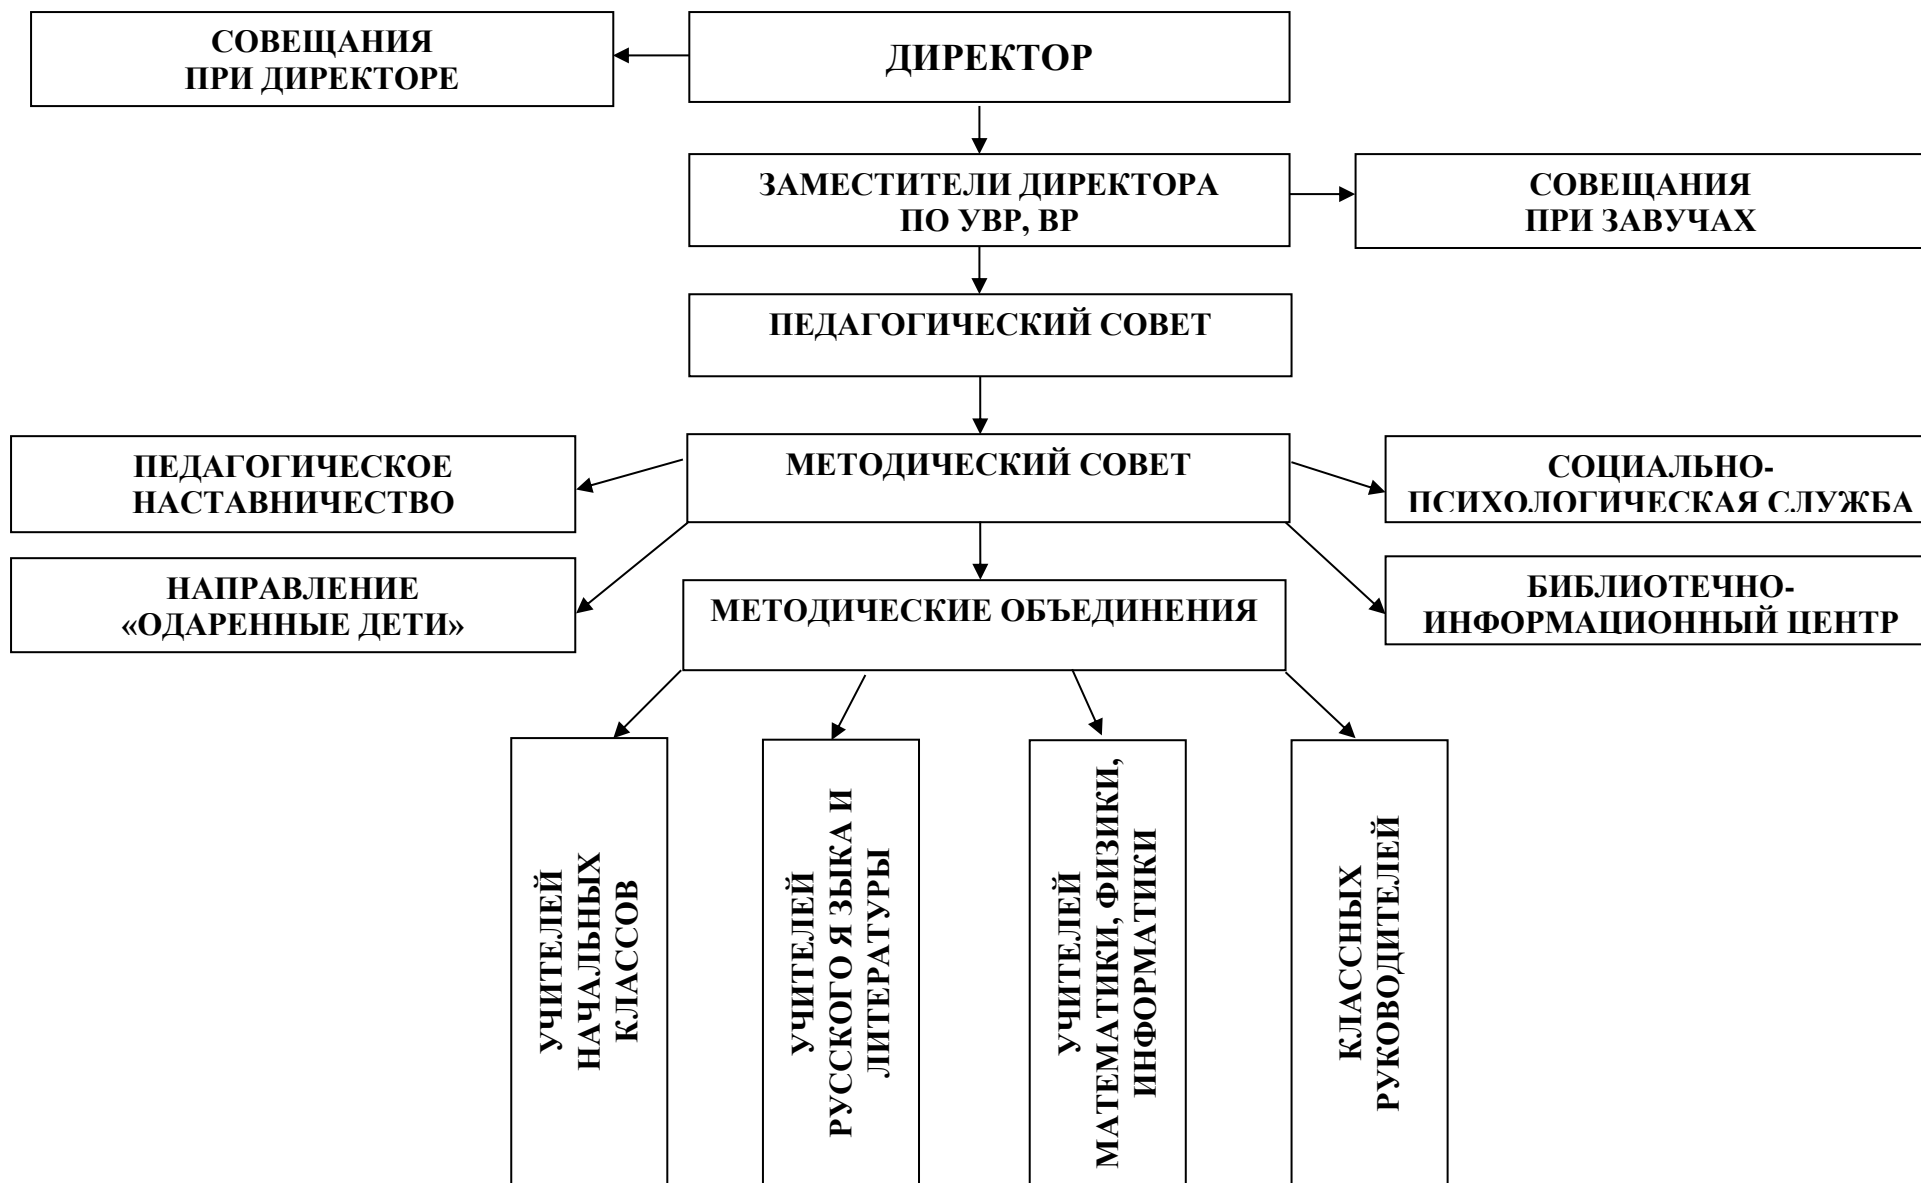 СОВЕЩАНИЯ
ПРИ ДИРЕКТОРЕ
ДИРЕКТОР
ЗАМЕСТИТЕЛИ ДИРЕКТОРА
ПО УВР, ВР
СОВЕЩАНИЯ
ПРИ ЗАВУЧАХ
ПЕДАГОГИЧЕСКИЙ СОВЕТ
ПЕДАГОГИЧЕСКОЕ
НАСТАВНИЧЕСТВО
МЕТОДИЧЕСКИЙ СОВЕТ
СОЦИАЛЬНО-
ПСИХОЛОГИЧЕСКАЯ СЛУЖБА
НАПРАВЛЕНИЕ
«ОДАРЕННЫЕ ДЕТИ»
МЕТОДИЧЕСКИЕ ОБЪЕДИНЕНИЯ
БИБЛИОТЕЧНО-
ИНФОРМАЦИОННЫЙ ЦЕНТР
УЧИТЕЛЕЙ
НАЧАЛЬНЫХ
КЛАССОВ
УЧИТЕЛЕЙ
РУССКОГО Я ЗЫКА И
ЛИТЕРАТУРЫ
УЧИТЕЛЕЙ
МАТЕМАТИКИ, ФИЗИКИ,
ИНФОРМАТИКИ
КЛАССНЫХ
РУКОВОДИТЕЛЕЙ